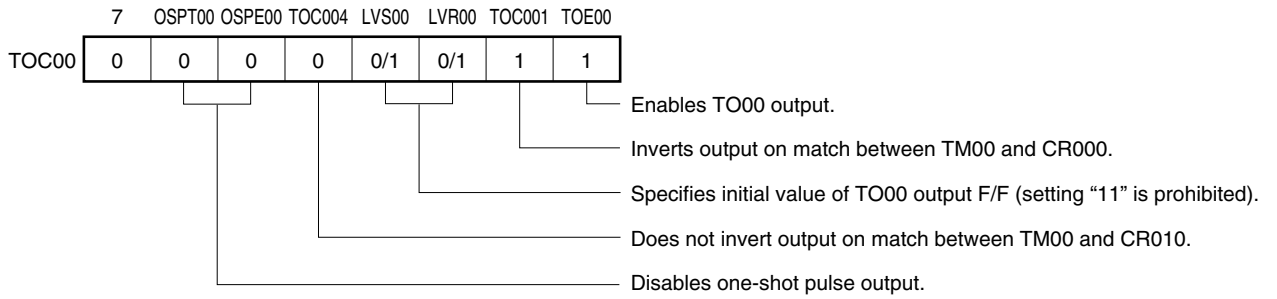 7 OSPT00 OSPE00 TOC004 LVS00 LVR00 TOC001 TOE00
TOC00 0 0 0 0 0/1 0/1 1 1
Enables TO00 output.
Inverts output on match between TM00 and CR000.
Specifies initial value of TO00 output F/F (setting “11” is prohibited).
Does not invert output on match between TM00 and CR010.
Disables one-shot pulse output.